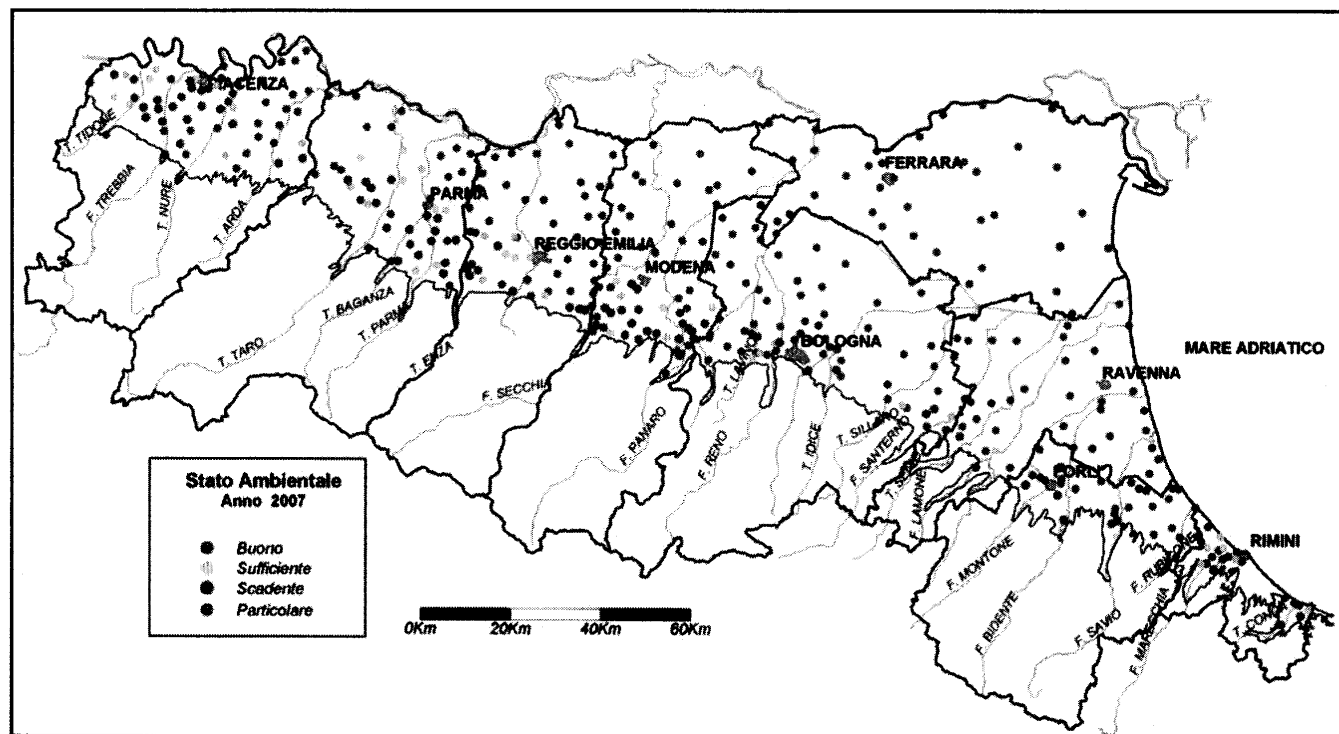 PIACENZA
T. TIDONE
F. TREBBIA
T. NURE
T. ARDA
PARMA
FERRARA
REGGIO EMILIA
MODENA
T. BAGANZA
T. PARMA
T. TARO
T. ENZA
F. SECCHIA
BOLOGNA
T. LAVINO
F. PANARO
F. RENO
T. IDICE
T. SILLARO
F. SANTERNO
F. LAMONE
MARE ADRIATICO
RAVENNA
FORLI
RIMINI
F. MONTONE
F. BIDENTE
F. SAVIO
F. RUBICONE
F. MARECCHIA
Stato Ambientale
Anno 2007
Buono
Sufficiente
Scadente
Particolare
0Km 20Km 40Km 60Km